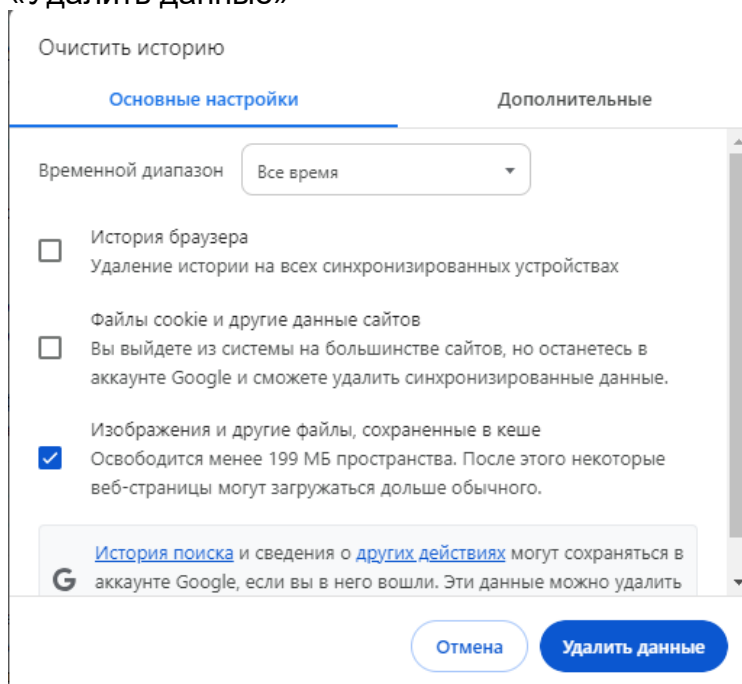 «Удалить данные»
Очистить историю
Основные настройки
Дополнительные
Временной диапазон
Все время
История браузера
Удаление истории на всех синхронизированных устройствах
Файлы cookie и другие данные сайтов
Вы выйдете из системы на большинстве сайтов, но останетесь в
аккаунте Google и сможете удалить синхронизированные данные.
Изображения и другие файлы, сохраненные в кеше
Освободится менее 199 МБ пространства. После этого некоторые
веб-страницы могут загружаться дольше обычного.
История поиска и сведения о других действиях могут сохраняться в
G аккаунте Google, если вы в него вошли. Эти данные можно удалить
Отмена
Удалить данные